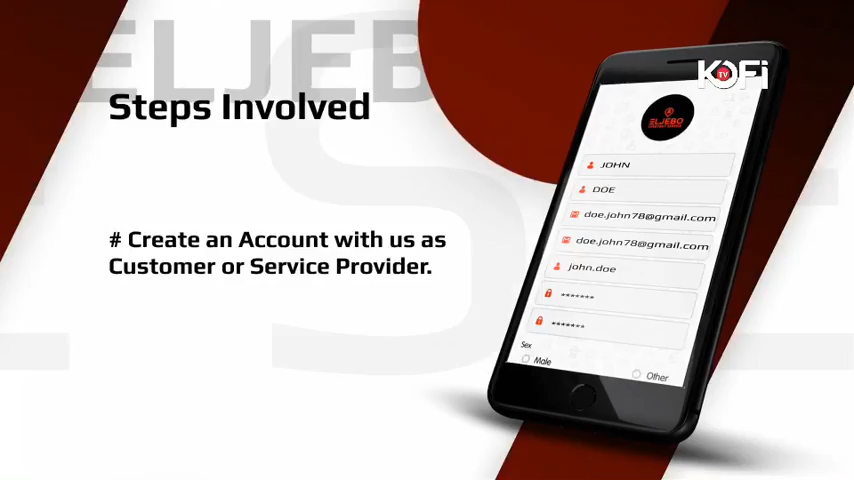 ELJEB
Steps Involved
# Create an Account with us as
Customer or Service Provider.
KOFi
TV
ELJEBO
JOHN
DOE
doe.john78@gmail.com
doe.john78@gmail.com
john.doe
*******
*******
Sex
Male
Other